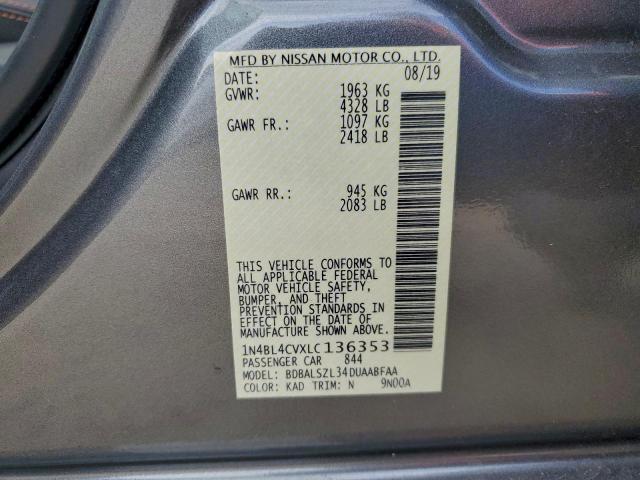 MFD BY NISSAN MOTOR CO., LTD.
DATE: 08/19
GVWR: 1963 KG
4328 LB
GAWR FR.: 1097 KG
2418 LB
GAWR RR.: 945 KG
2083 LB
THIS VEHICLE CONFORMS TO
ALL APPLICABLE FEDERAL
MOTOR VEHICLE SAFETY,
BUMPER, AND THEFT
PREVENTION STANDARDS IN
EFFECT ON THE DATE OF
MANUFACTURE SHOWN ABOVE.
1N4BL4CVXLC136353
PASSENGER CAR 844
MODEL: BDBALSZL34DUAABFAA
COLOR: KAD TRIM: N 9N00A